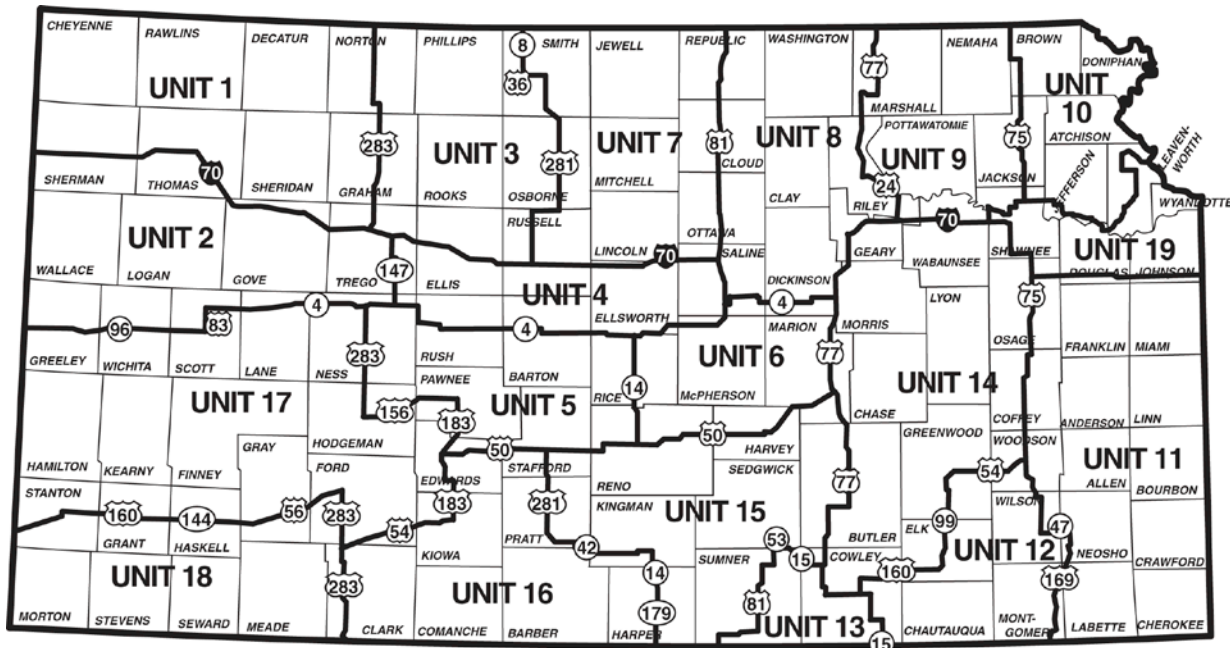 CHEYENNE
RAWLINS
DECATUR
NORTON
PHILLIPS
8
SMITH
JEWELL
REPUBLIC
WASHINGTON
77
NEMAHA
BROWN
DONIPHAN
UNIT 1
36
MARSHALL
UNIT
10
283
UNIT 3
281
UNIT 7
81
UNIT 8
POTTAWATOMIE
UNIT 9
75
ATCHISON
LEAVEN-
WORTH
70
CLOUD
24
JACKSON
JEFFERSON
SHERMAN
THOMAS
SHERIDAN
GRAHAM
ROOKS
OSBORNE
MITCHELL
CLAY
RILEY
WYANDOTTE
RUSSELL
70
UNIT 2
OTTAWA
LINCOLN
70
SALINE
GEARY
WABAUNSEE
SHAWNEE
UNIT 19
DOUGLAS
JOHNSON
WALLACE
LOGAN
GOVE
TREGO
147
ELLIS
UNIT 4
DICKINSON
4
LYON
75
96
83
4
4
ELLSWORTH
MARION
MORRIS
77
OSAGE
FRANKLIN
MIAMI
GREELEY
WICHITA
SCOTT
LANE
NESS
283
RUSH
PAWNEE
BARTON
14
RICE
UNIT 6
McPHERSON
UNIT 14
UNIT 17
156
183
UNIT 5
CHASE
COFFEY
ANDERSON
LINN
GRAY
HODGEMAN
50
50
GREENWOOD
WOODSON
HAMILTON
KEARNY
FINNEY
FORD
EDWARDS
STAFFORD
RENO
HARVEY
SEDGWICK
77
54
UNIT 11
ALLEN
BOURBON
STANTON
160
144
56
283
54
183
281
KINGMAN
UNIT 15
BUTLER
ELK
99
WILSON
47
NEOSHO
GRANT
HASKELL
KIOWA
PRATT
42
SUMNER
53
15
COWLEY
160
UNIT 12
CRAWFORD
UNIT 18
283
UNIT 16
14
179
81
UNIT 13
169
MORTON
STEVENS
SEWARD
MEADE
CLARK
COMANCHE
BARBER
HARPER
15
CHAUTAUQUA
MONT-
GOMER
LABETTE
CHEROKEE